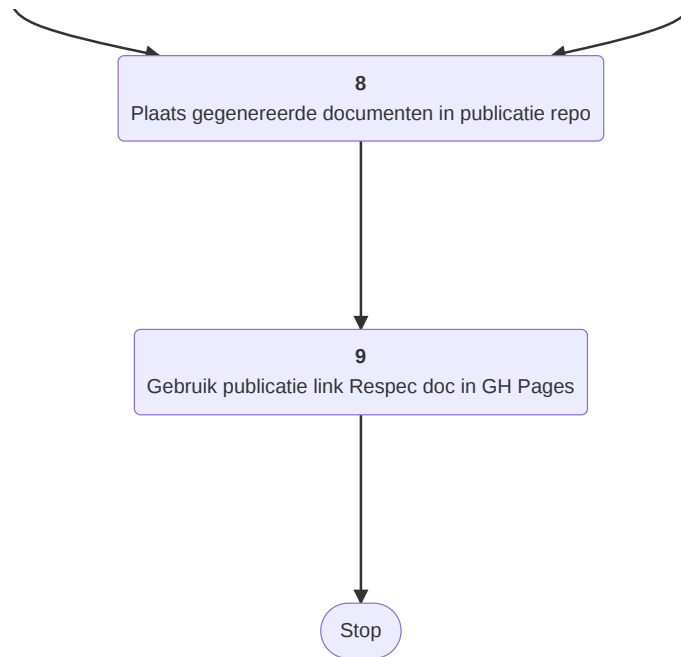 8
Plaats gegenereerde documenten in publicatie repo
9
Gebruik publicatie link Respec doc in GH Pages
Stop